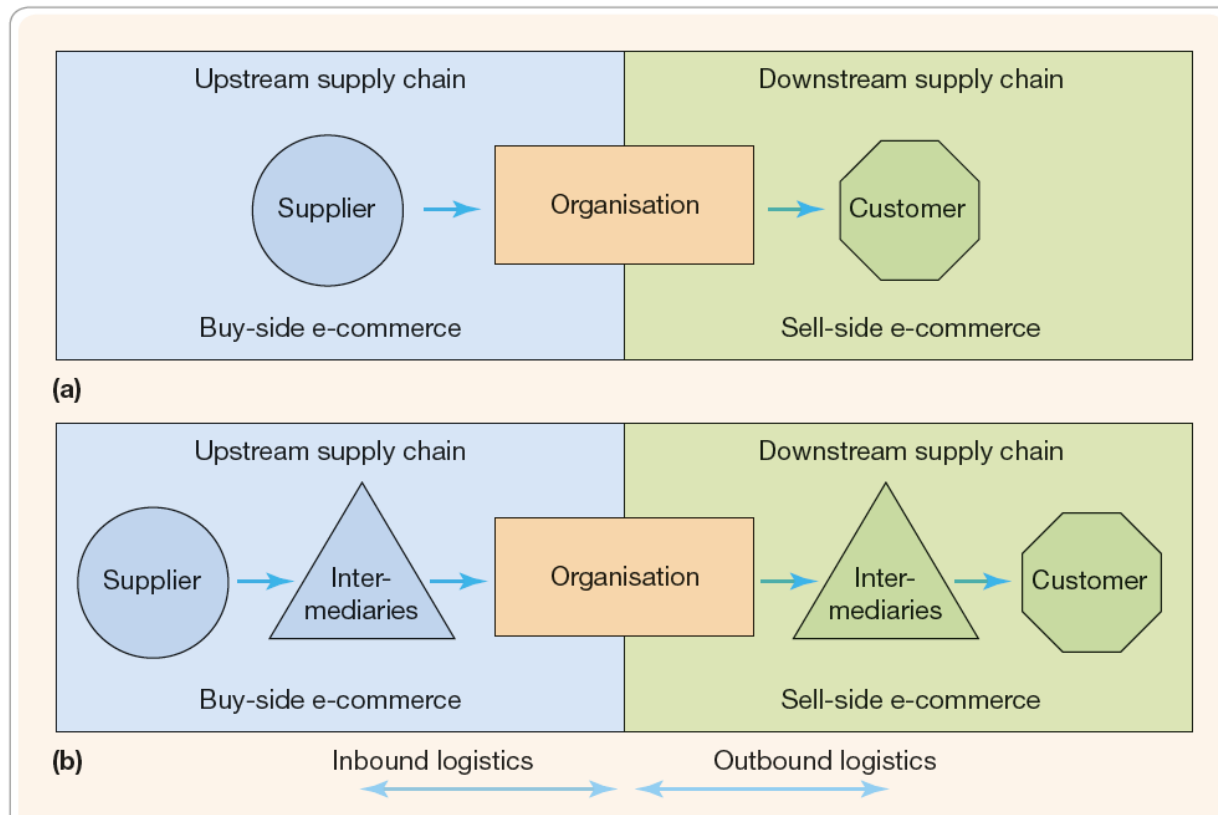 Upstream supply chain
Downstream supply chain
Supplier
Organisation
Customer
Buy-side e-commerce
Sell-side e-commerce
(a)
Upstream supply chain
Downstream supply chain
Supplier
Inter-
mediaries
Organisation
Inter-
mediaries
Customer
Buy-side e-commerce
Sell-side e-commerce
(b)
Inbound logistics
Outbound logistics